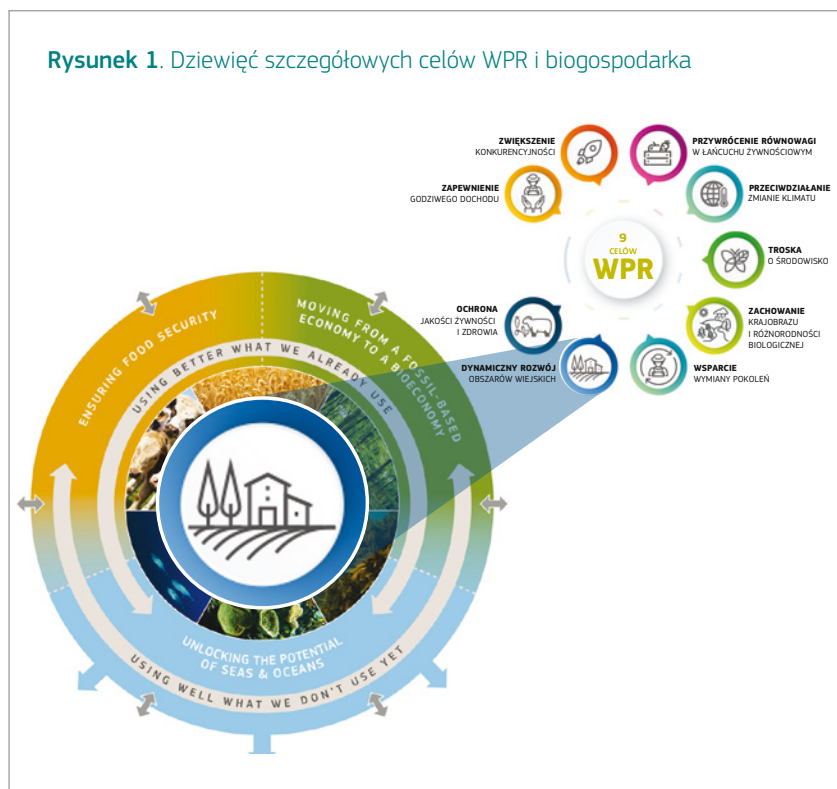 Rysunek 1. Dziewięć szczegółowych celów WPR i biogospodarka
ZWIĘKSZENIE
KONKURENCYJNOŚCI
PRZYWRÓCENIE RÓWNOWAGI
W ŁAŃCUCHU ŻYWNOŚCIOWYM
ZAPEWNIENIE
GODZIWEGO DOCHODU
PRZECIWDZIAŁANIE
ZMIANIE KLIMATU
9
CELÓW
WPR
TROSKA
O ŚRODOWISKO
OCHRONA
JAKOŚCI ŻYWNOŚCI
I ZDROWIA
ZACHOWANIE
KRAJOBRAZU
I RÓŻNORODNOŚCI
BIOLOGICZNEJ
DYNAMICZNY ROZWÓJ
OBSZARÓW WIEJSKICH
WSPARCIE
WYMIANY POKOLEŃ
ENSURING FOOD SECURITY
MOVING FROM A FOSSIL-BASED
ECONOMY TO A BIOECONOMY
USING BETTER WHAT WE ALREADY USE
UNLOCKING THE POTENTIAL
OF SEAS & OCEANS
USING WELL WHAT WE DON'T USE YET